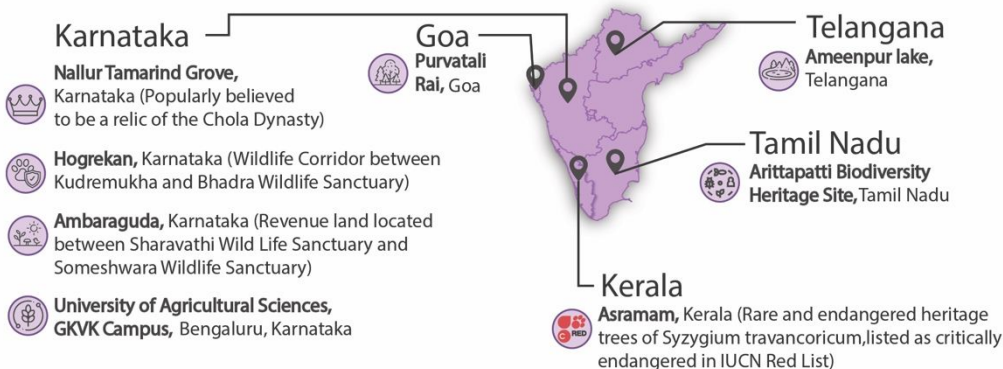 Karnataka
Nallur Tamarind Grove,
Karnataka (Popularly believed
to be a relic of the Chola Dynasty)
Hogrekan, Karnataka (Wildlife Corridor between
Kudremukha and Bhadra Wildlife Sanctuary)
Ambaraguda, Karnataka (Revenue land located
between Sharavathi Wild Life Sanctuary and
Someshwara Wildlife Sanctuary)
University of Agricultural Sciences,
GKVK Campus, Bengaluru, Karnataka
Goa
Purvatali
Rai, Goa
Telangana
Ameenpur lake,
Telangana
Tamil Nadu
Arittapatti Biodiversity
Heritage Site,Tamil Nadu
Kerala
RED
Asramam, Kerala (Rare and endangered heritage
trees of Syzygium travancoricum,listed as critically
endangered in IUCN Red List)